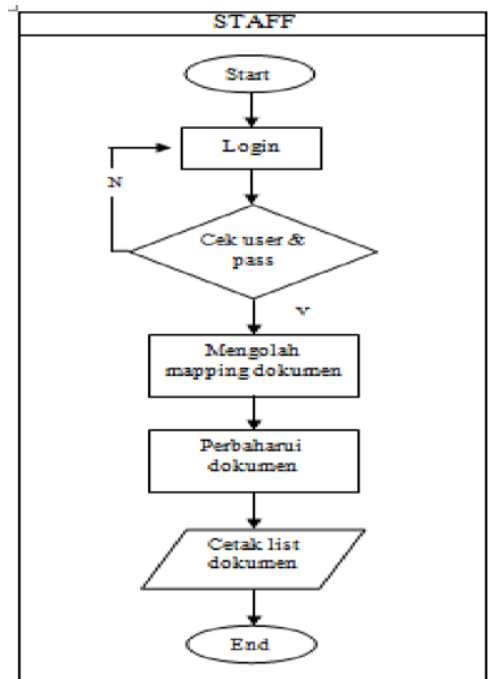 STAFF
Start
Login
N
Cek user &
pass
Y
Mengolah
mapping dokumen
Perbaharui
dokumen
Cetak list
dokumen
End